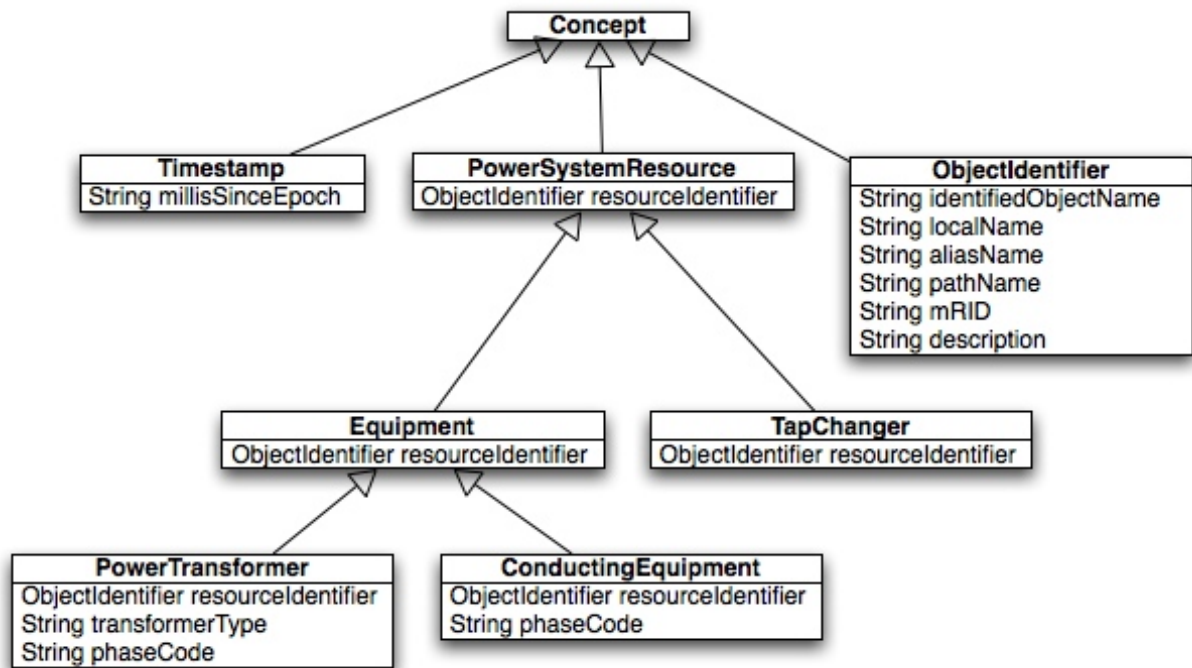 Concept
Timestamp
String millisSinceEpoch
PowerSystemResource
ObjectIdentifier resourceIdentifier
ObjectIdentifier
String identifiedObjectName
String localName
String aliasName
String pathName
String mRID
String description
Equipment
ObjectIdentifier resourceIdentifier
TapChanger
ObjectIdentifier resourceIdentifier
PowerTransformer
ObjectIdentifier resourceIdentifier
String transformerType
String phaseCode
ConductingEquipment
ObjectIdentifier resourceIdentifier
String phaseCode